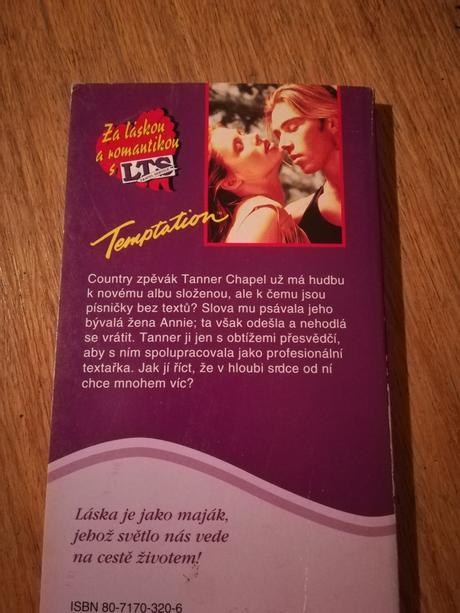 Za láskou
a romantikou
s LTS
Temptation
Country zpěvák Tanner Chapel už má hudbu
k novému albu složenou, ale k čemu jsou
písničky bez textů? Slova mu psávala jeho
bývalá žena Annie; ta však odešla a nehodlá
se vrátit. Tanner ji jen s obtížemi přesvědčí,
aby s ním spolupracovala jako profesionální
textařka. Jak jí říct, že v hloubi srdce od ní
chce mnohem víc?
Láska je jako maják,
jehož světlo nás vede
na cestě životem!
ISBN 80-7170-320-6